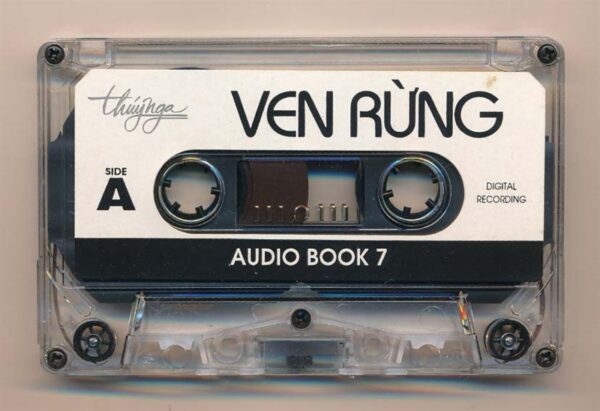 thúynga
VEN RỪNG
SIDE
A
DIGITAL
RECORDING
AUDIO BOOK 7